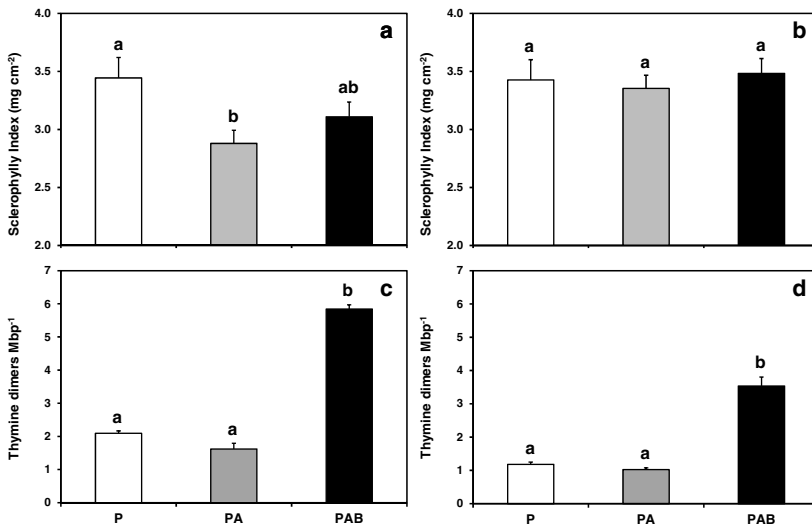 a
Sclerophylly Index (mg cm-2)
4.0
3.5
3.0
2.5
2.0
a
b
ab
b
Sclerophylly Index (mg cm-2)
4.0
3.5
3.0
2.5
2.0
a
a
a
c
Thymine dimers Mbp-1
7
6
5
4
3
2
1
0
a
a
b
P
PA
PAB
d
Thymine dimers Mbp-1
7
6
5
4
3
2
1
0
a
a
b
P
PA
PAB